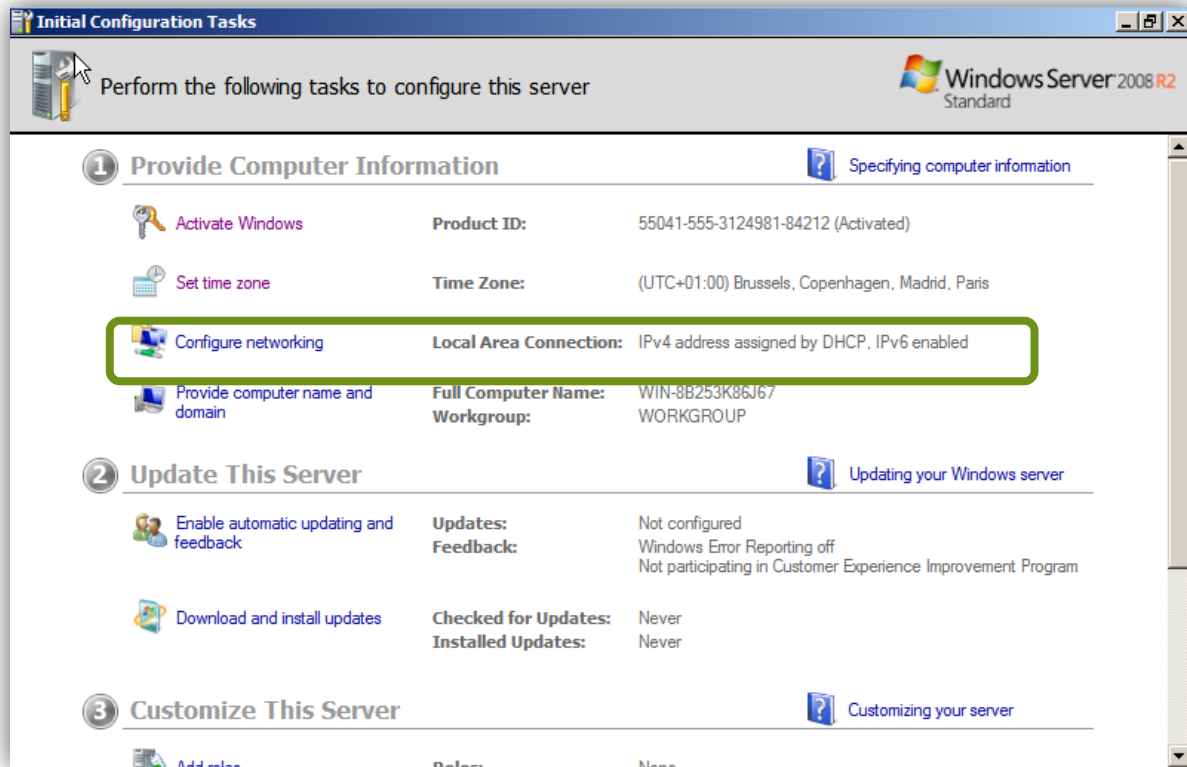 Initial Configuration Tasks
Perform the following tasks to configure this server
Windows Server 2008 R2
Standard
1 Provide Computer Information
Specifying computer information
Activate Windows Product ID: 55041-555-3124981-84212 (Activated)
Set time zone Time Zone: (UTC+01:00) Brussels, Copenhagen, Madrid, Paris
Configure networking Local Area Connection: IPv4 address assigned by DHCP, IPv6 enabled
Provide computer name and domain
Full Computer Name: WIN-8B253K86J67
Workgroup: WORKGROUP
2 Update This Server
Updating your Windows server
Enable automatic updating and feedback
Updates: Not configured
Feedback: Windows Error Reporting off
Not participating in Customer Experience Improvement Program
Download and install updates
Checked for Updates: Never
Installed Updates: Never
3 Customize This Server
Customizing your server
Add roles Roles: None